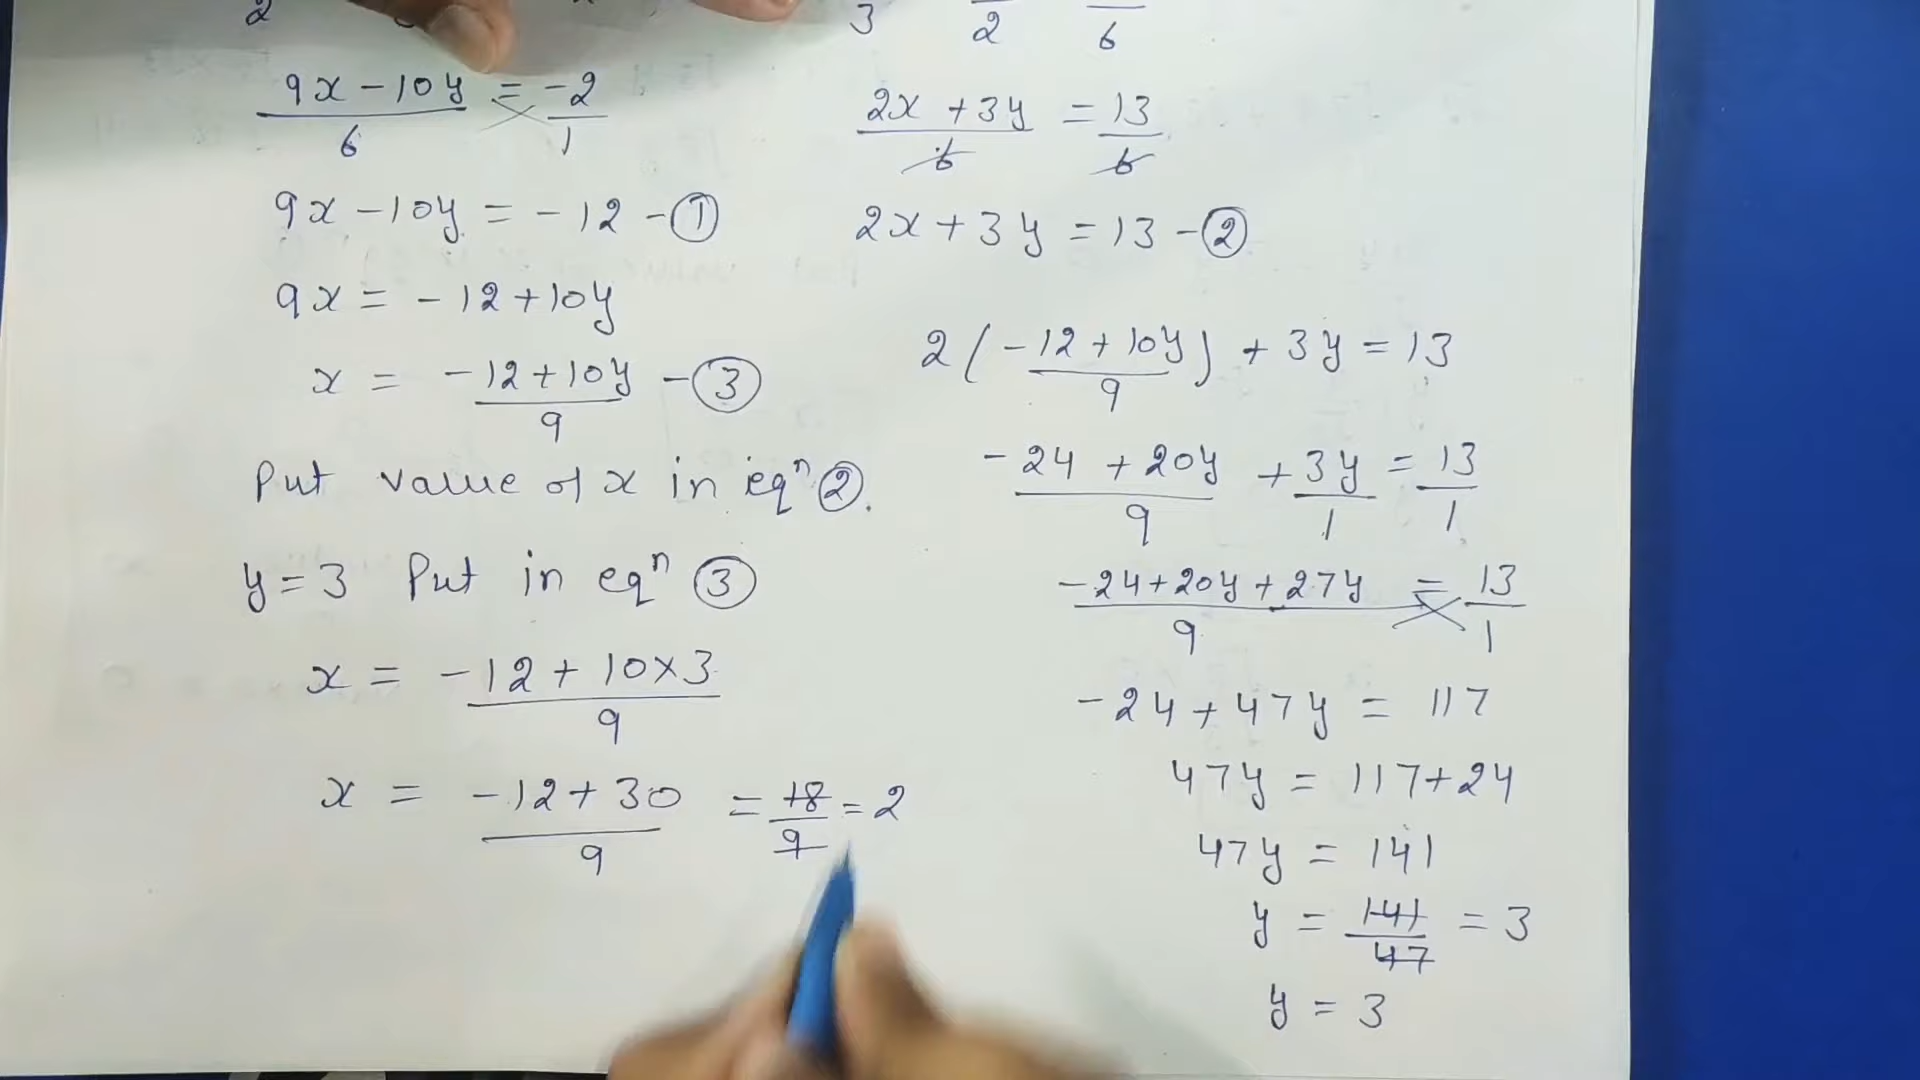 2
9x - 10y / 6 = -2 / 1
9x - 10y = - 12 - ①
9x = - 12 + 10y
x = - 12 + 10y / 9 - ③
Put value of x in eqⁿ ②.
y = 3 Put in eqⁿ ③
x = - 12 + 10 × 3 / 9
x = - 12 + 30 / 9 = 18 / 9 = 2
3 2 6
2x + 3y / 6 = 13 / 6
2x + 3y = 13 - ②
2 ( - 12 + 10y / 9 ) + 3y = 13
- 24 + 20y / 9 + 3y / 1 = 13 / 1
- 24 + 20y + 27y / 9 = 13 / 1
- 24 + 47y = 117
47y = 117 + 24
47y = 141
y = 141 / 47 = 3
y = 3